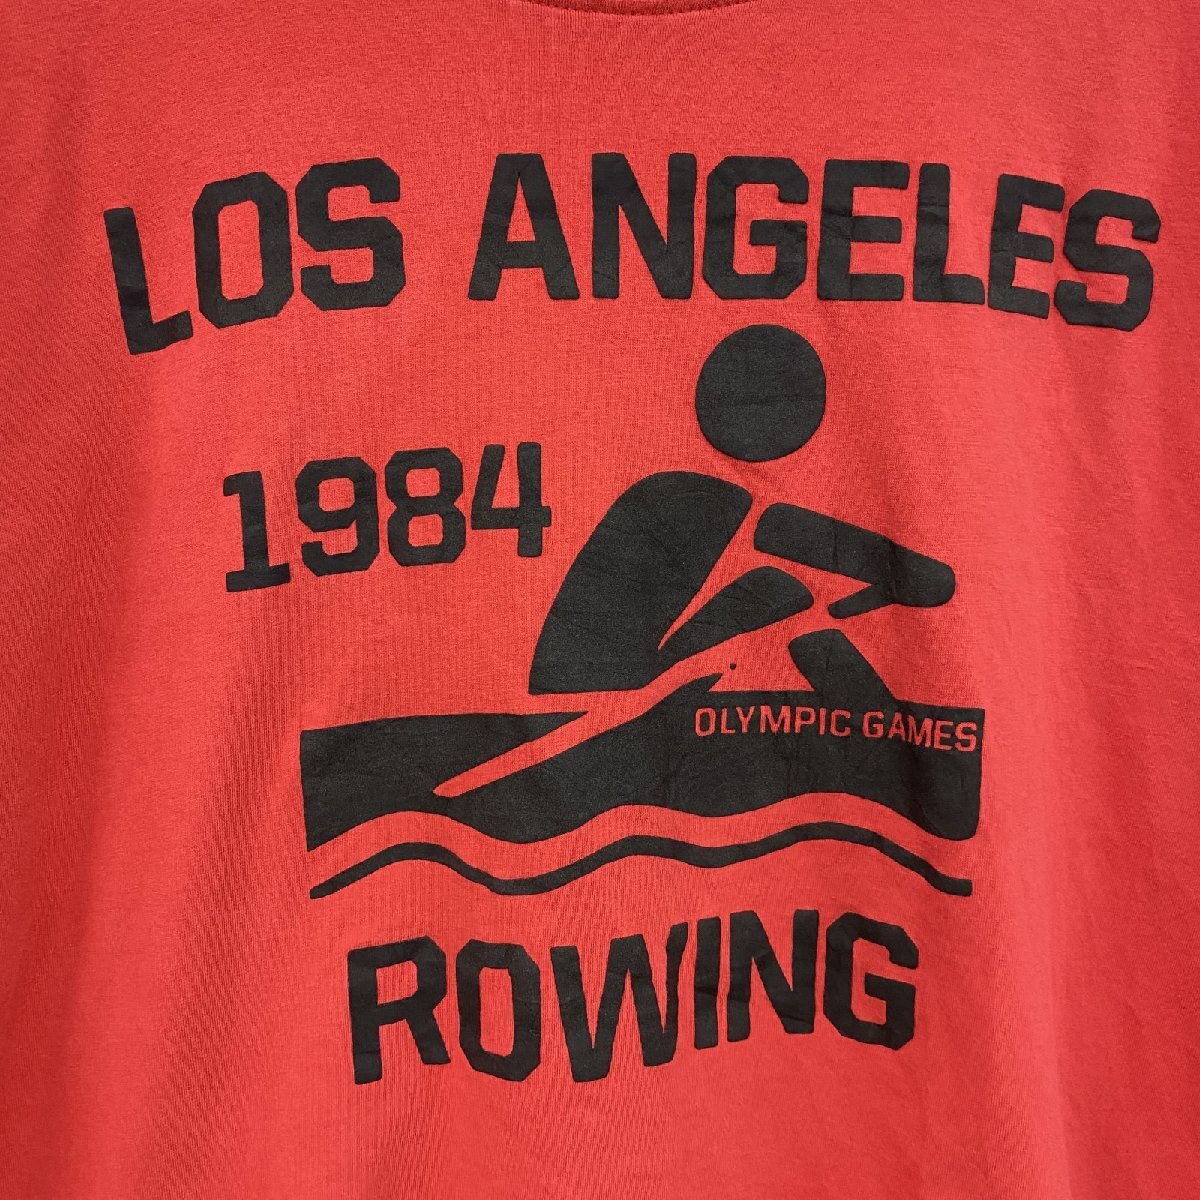 LOS ANGELES
1984
OLYMPIC GAMES
ROWING